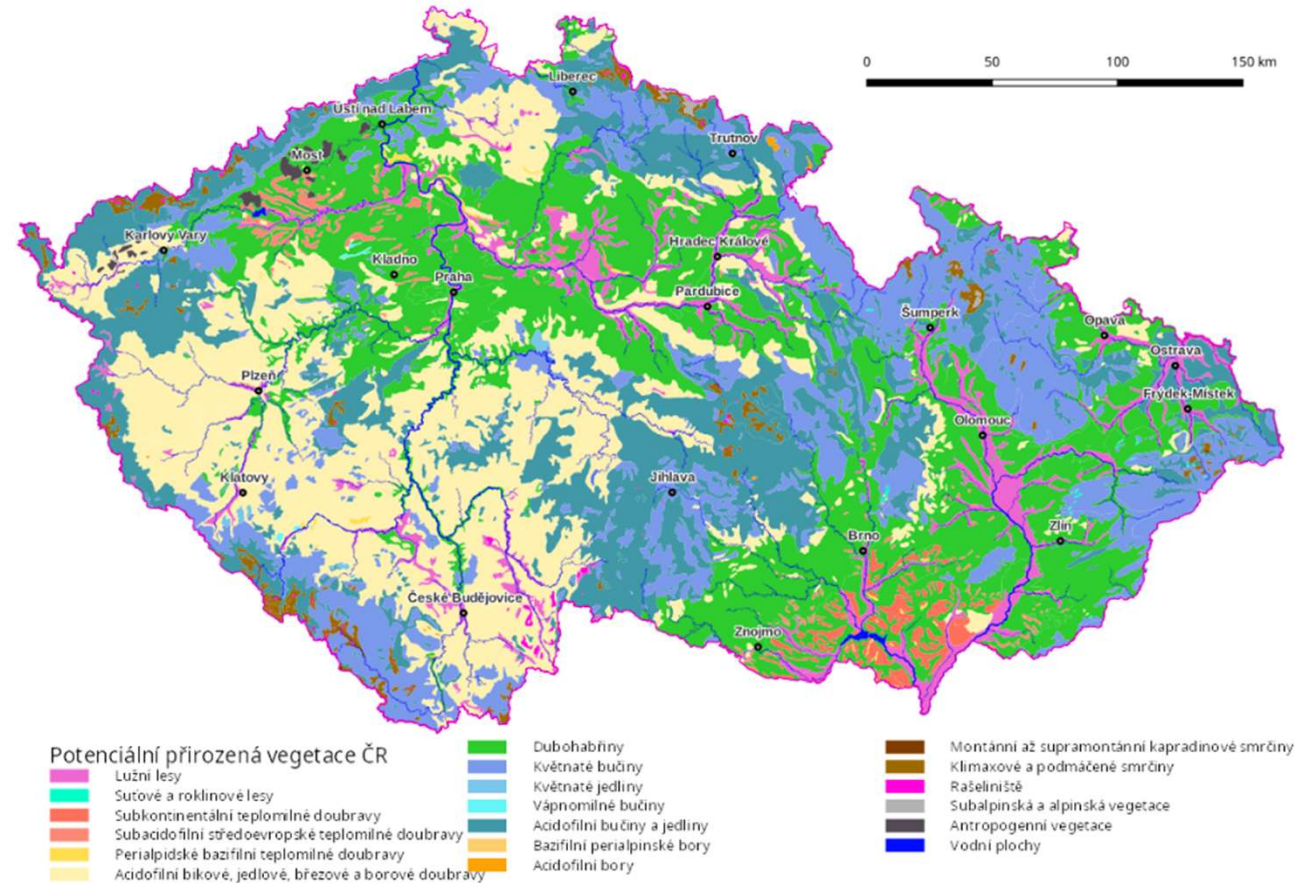 0 50 100 150 km
Liberec
Ústí nad Labem
Trutnov
Most
Karlovy Vary
Hradec Králové
Kladno
Praha
Pardubice
Šumperk
Opava
Ostrava
Plzeň
Frýdek-Místek
Olomouc
Klatovy
Jihlava
Zlín
Brno
České Budějovice
Znojmo
Potenciální přirozená vegetace ČR
Lužní lesy
Suťové a roklinové lesy
Subkontinentální teplomilné doubravy
Subacidofilní středoevropské teplomilné doubravy
Perialpidské bazifilní teplomilné doubravy
Acidofilní bikové, jedlové, březové a borové doubravy
Dubohabřiny
Květnaté bučiny
Květnaté jedliny
Vápnomilné bučiny
Acidofilní bučiny a jedliny
Bazifilní perialpinské bory
Acidofilní bory
Montánní až supramontánní kapradinové smrčiny
Klimaxové a podmáčené smrčiny
Rašeliniště
Subalpinská a alpinská vegetace
Antropogenní vegetace
Vodní plochy